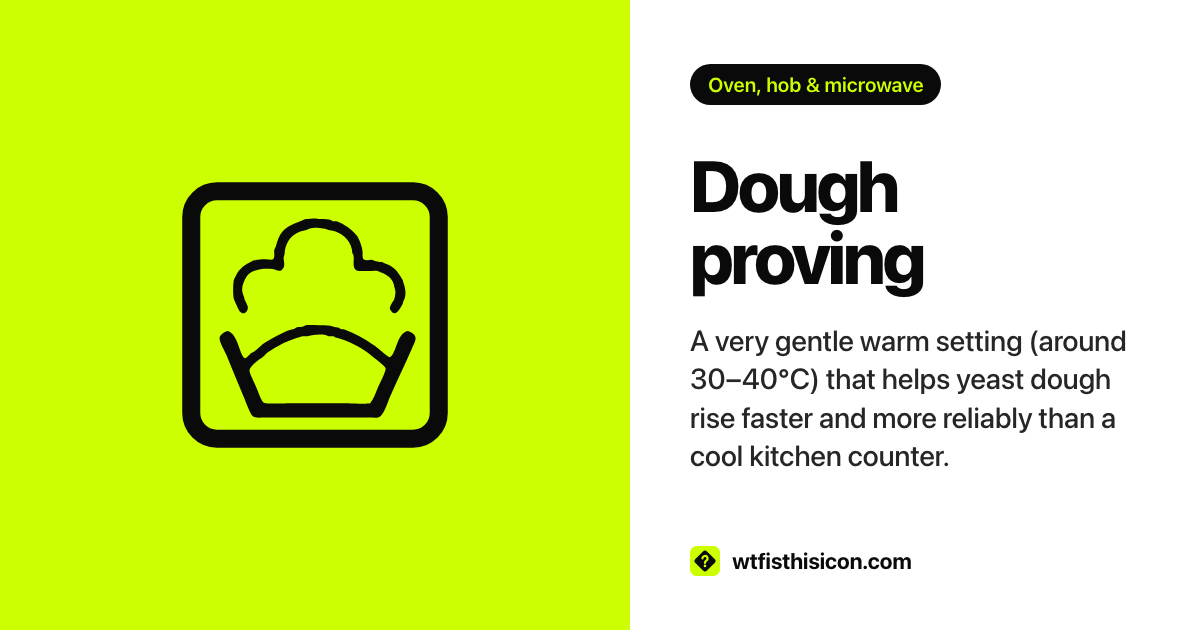 Oven, hob & microwave
Dough
proving
A very gentle warm setting (around
30–40°C) that helps yeast dough
rise faster and more reliably than a
cool kitchen counter.
?
wtfisthisicon.com